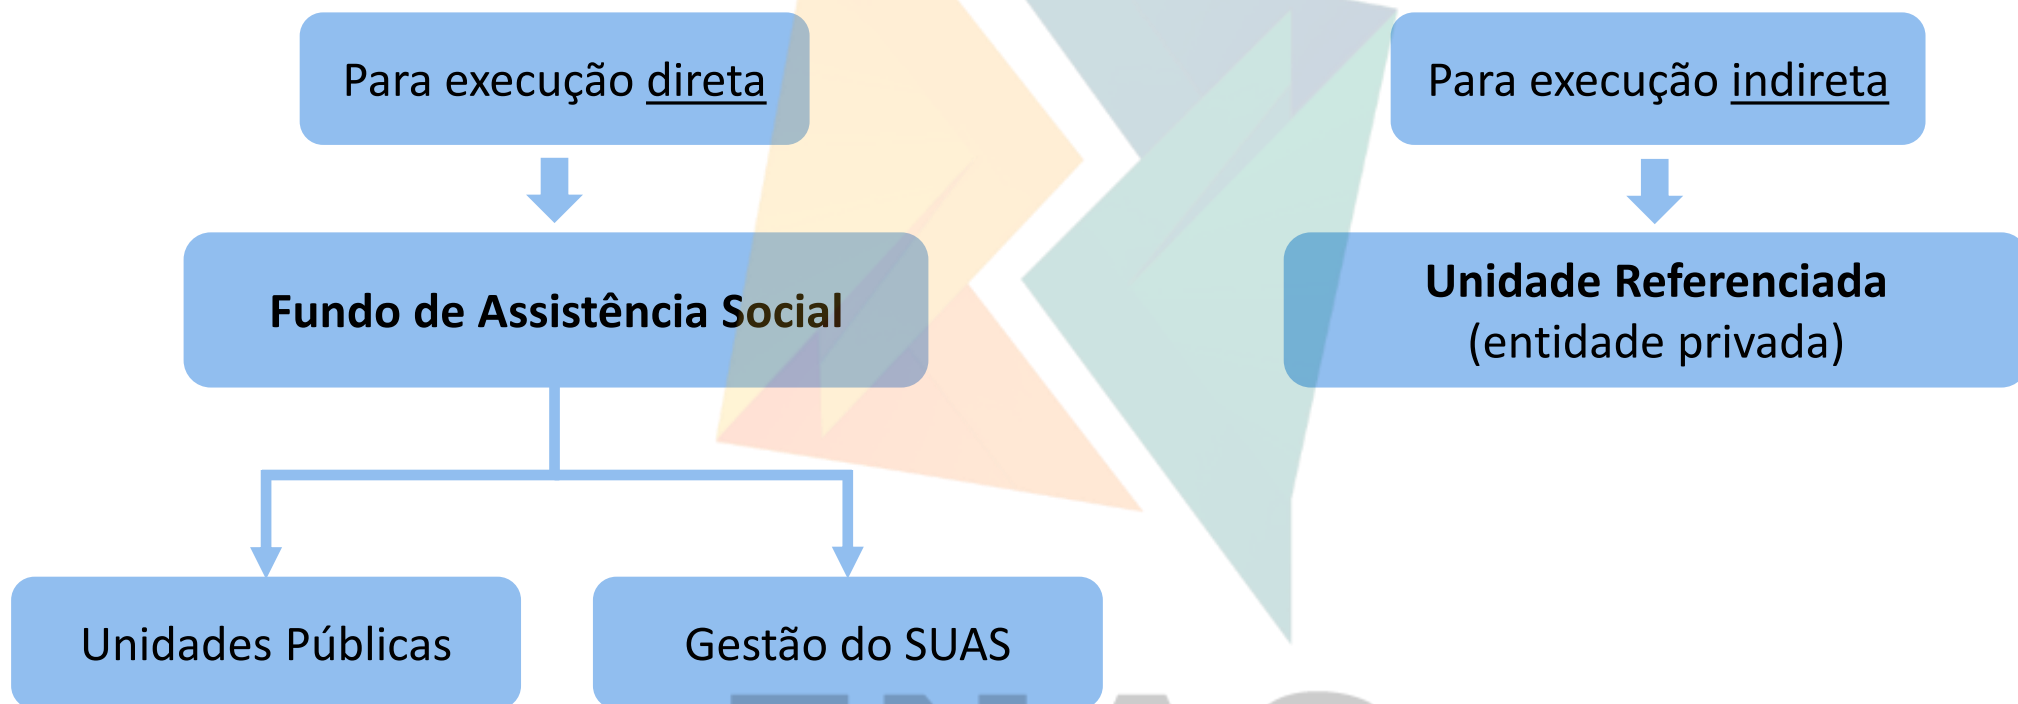 Para execução direta
Para execução indireta
Fundo de Assistência Social
Unidade Referenciada
(entidade privada)
Unidades Públicas
Gestão do SUAS